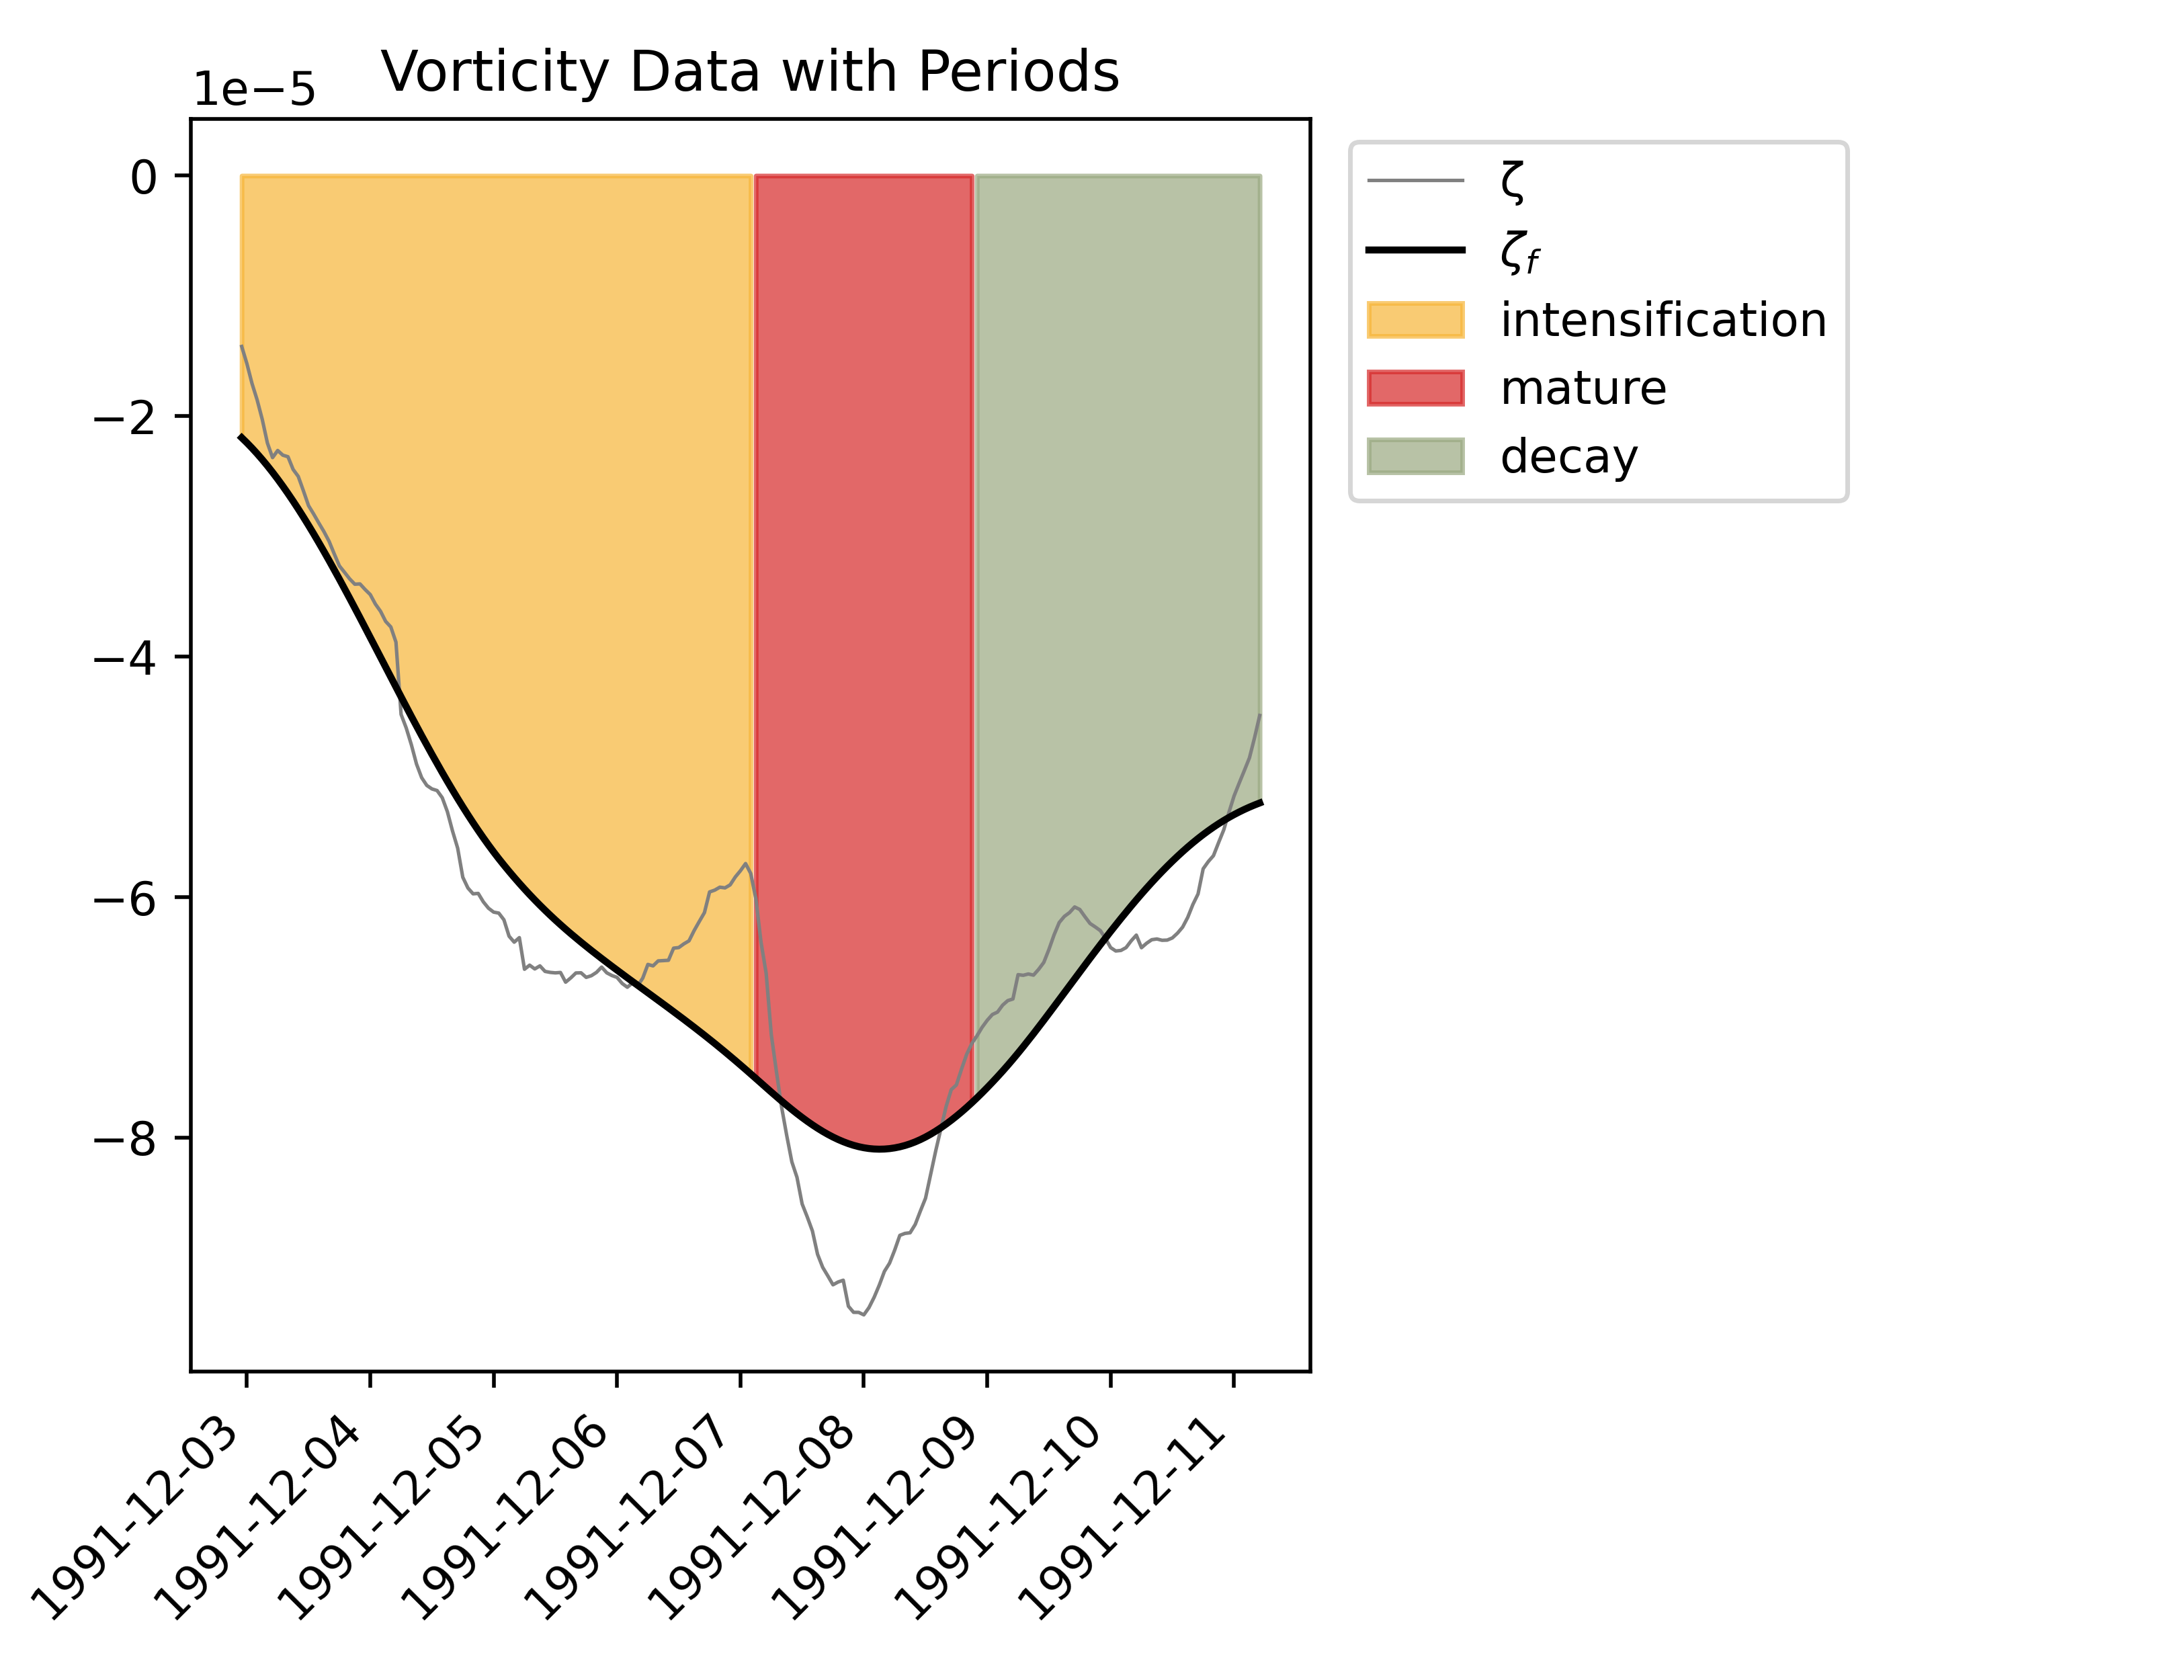 Vorticity Data with Periods
1e−5
0
−2
−4
−6
−8
1991-12-03
1991-12-04
1991-12-05
1991-12-06
1991-12-07
1991-12-08
1991-12-09
1991-12-10
1991-12-11
ζ
ζf
intensification
mature
decay